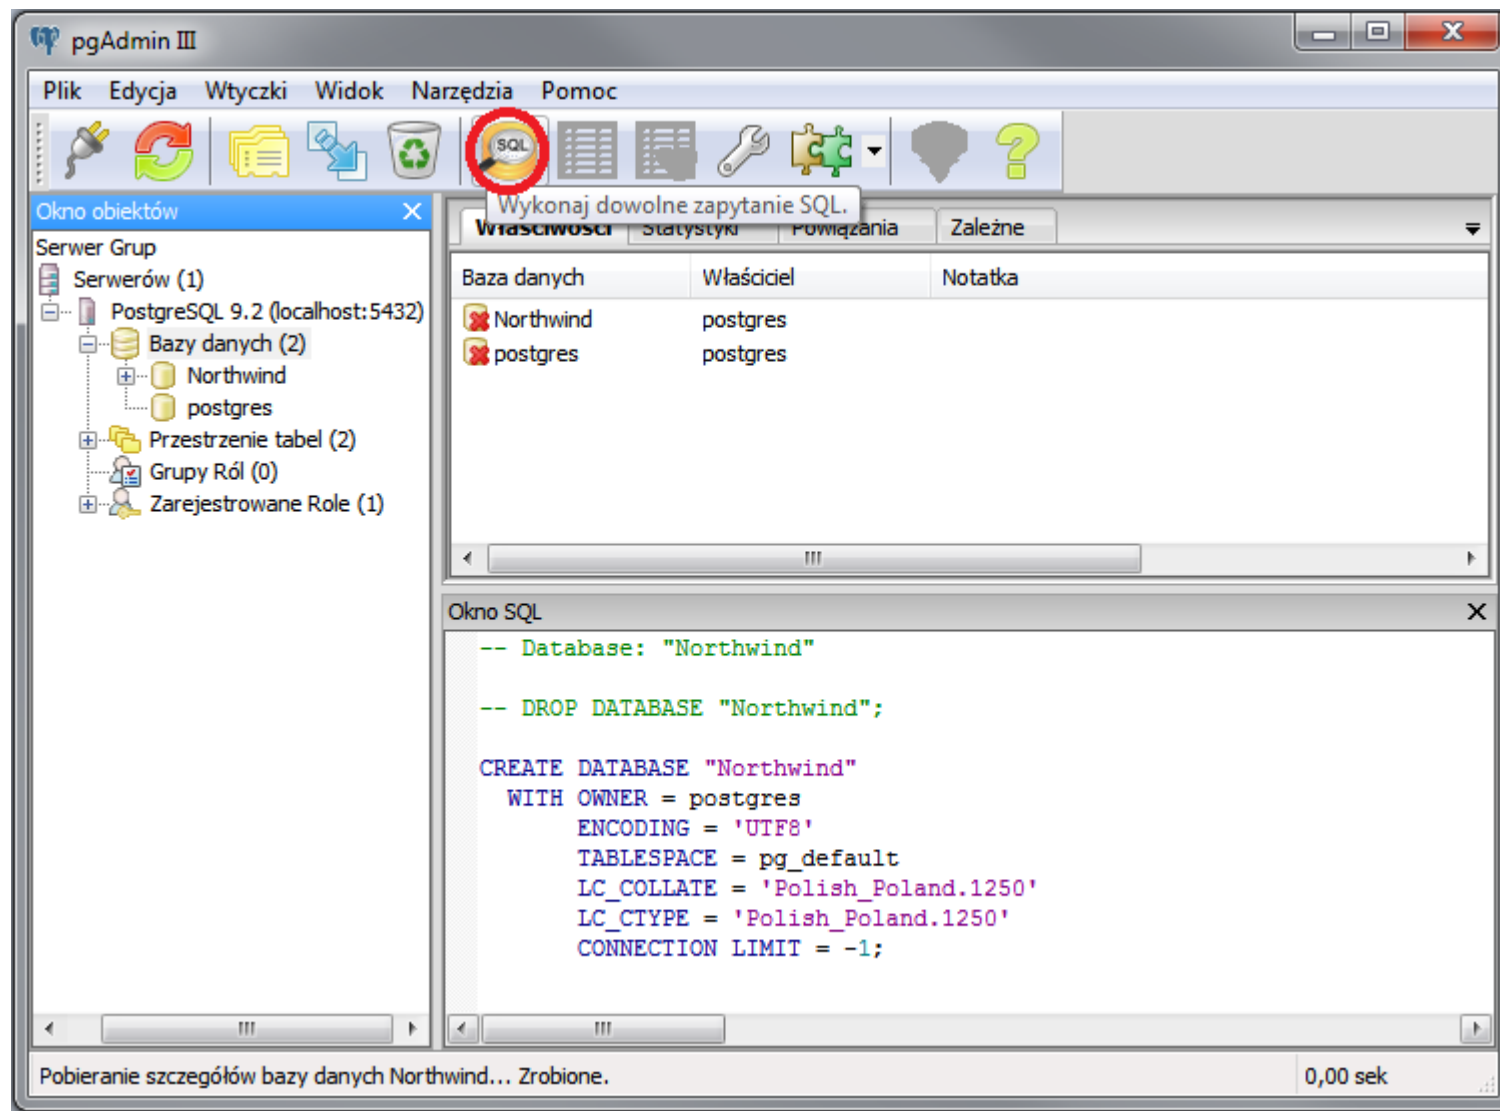 pgAdmin III
Plik Edycja Wtyczki Widok Narzędzia Pomoc
SQL
Wykonaj dowolne zapytanie SQL.
Okno obiektów
Serwer Grup
Serwerów (1)
PostgreSQL 9.2 (localhost:5432)
Bazy danych (2)
Northwind
postgres
Przestrzenie tabel (2)
Grupy Ról (0)
Zarejestrowane Role (1)
Właściwości Statystyki Powiązania Zależne
Baza danych Właściciel Notatka
Northwind postgres
postgres postgres
Okno SQL
-- Database: "Northwind"
-- DROP DATABASE "Northwind";
CREATE DATABASE "Northwind"
WITH OWNER = postgres
ENCODING = 'UTF8'
TABLESPACE = pg_default
LC_COLLATE = 'Polish_Poland.1250'
LC_CTYPE = 'Polish_Poland.1250'
CONNECTION LIMIT = -1;
Pobieranie szczegółów bazy danych Northwind... Zrobione. 0,00 sek